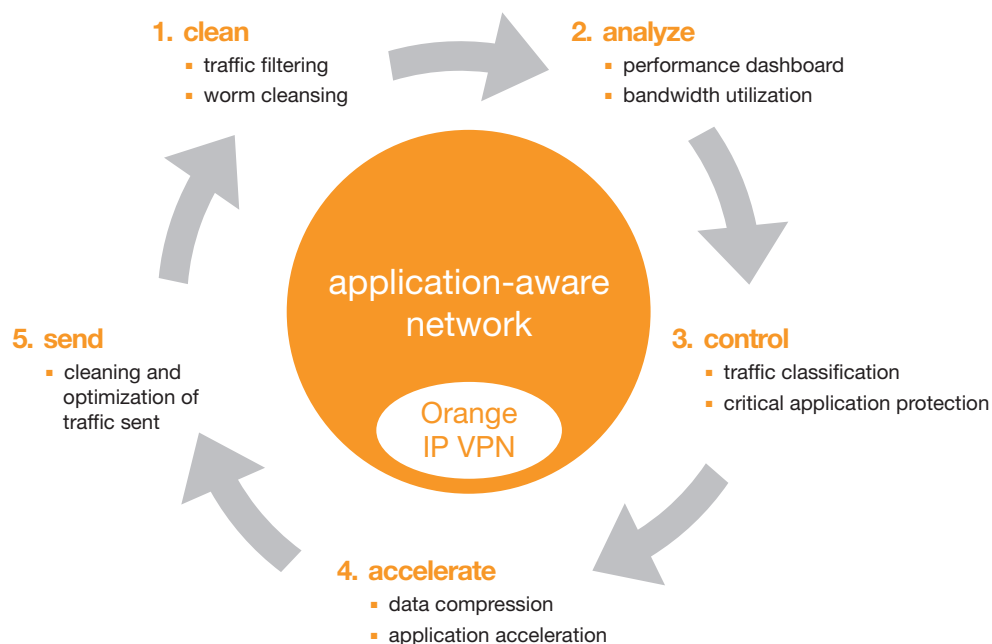 1. clean
▪ traffic filtering
▪ worm cleansing
2. analyze
▪ performance dashboard
▪ bandwidth utilization
application-aware
network
Orange
IP VPN
3. control
▪ traffic classification
▪ critical application protection
4. accelerate
▪ data compression
▪ application acceleration
5. send
▪ cleaning and
optimization of
traffic sent